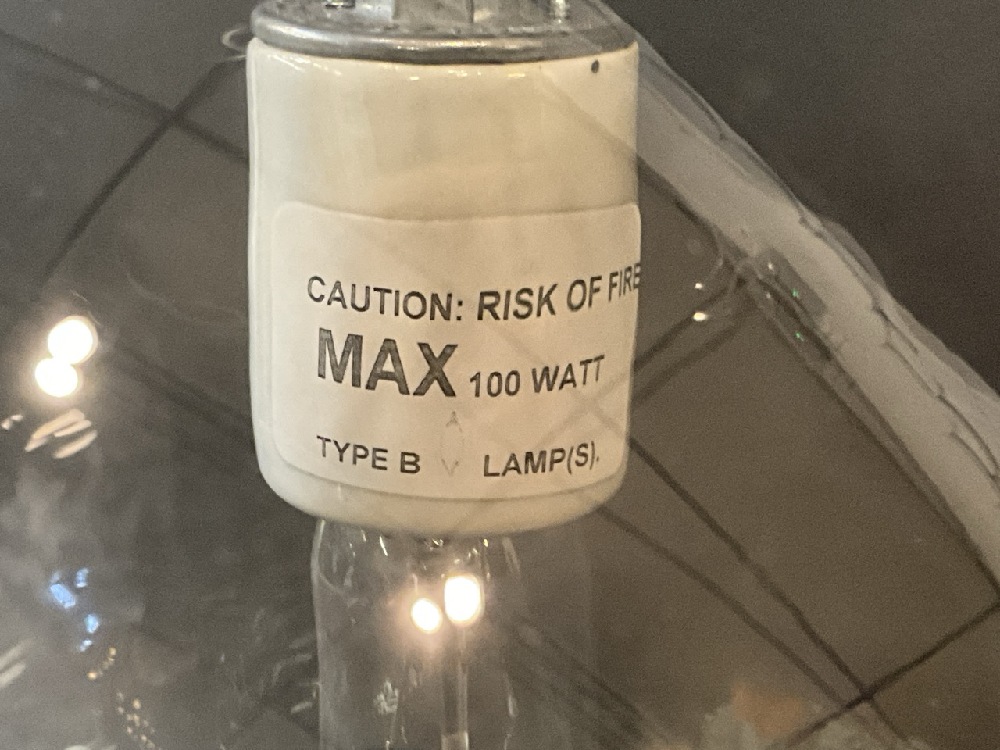 CAUTION: RISK OF FIRE
MAX 100 WATT
TYPE B LAMP(S).